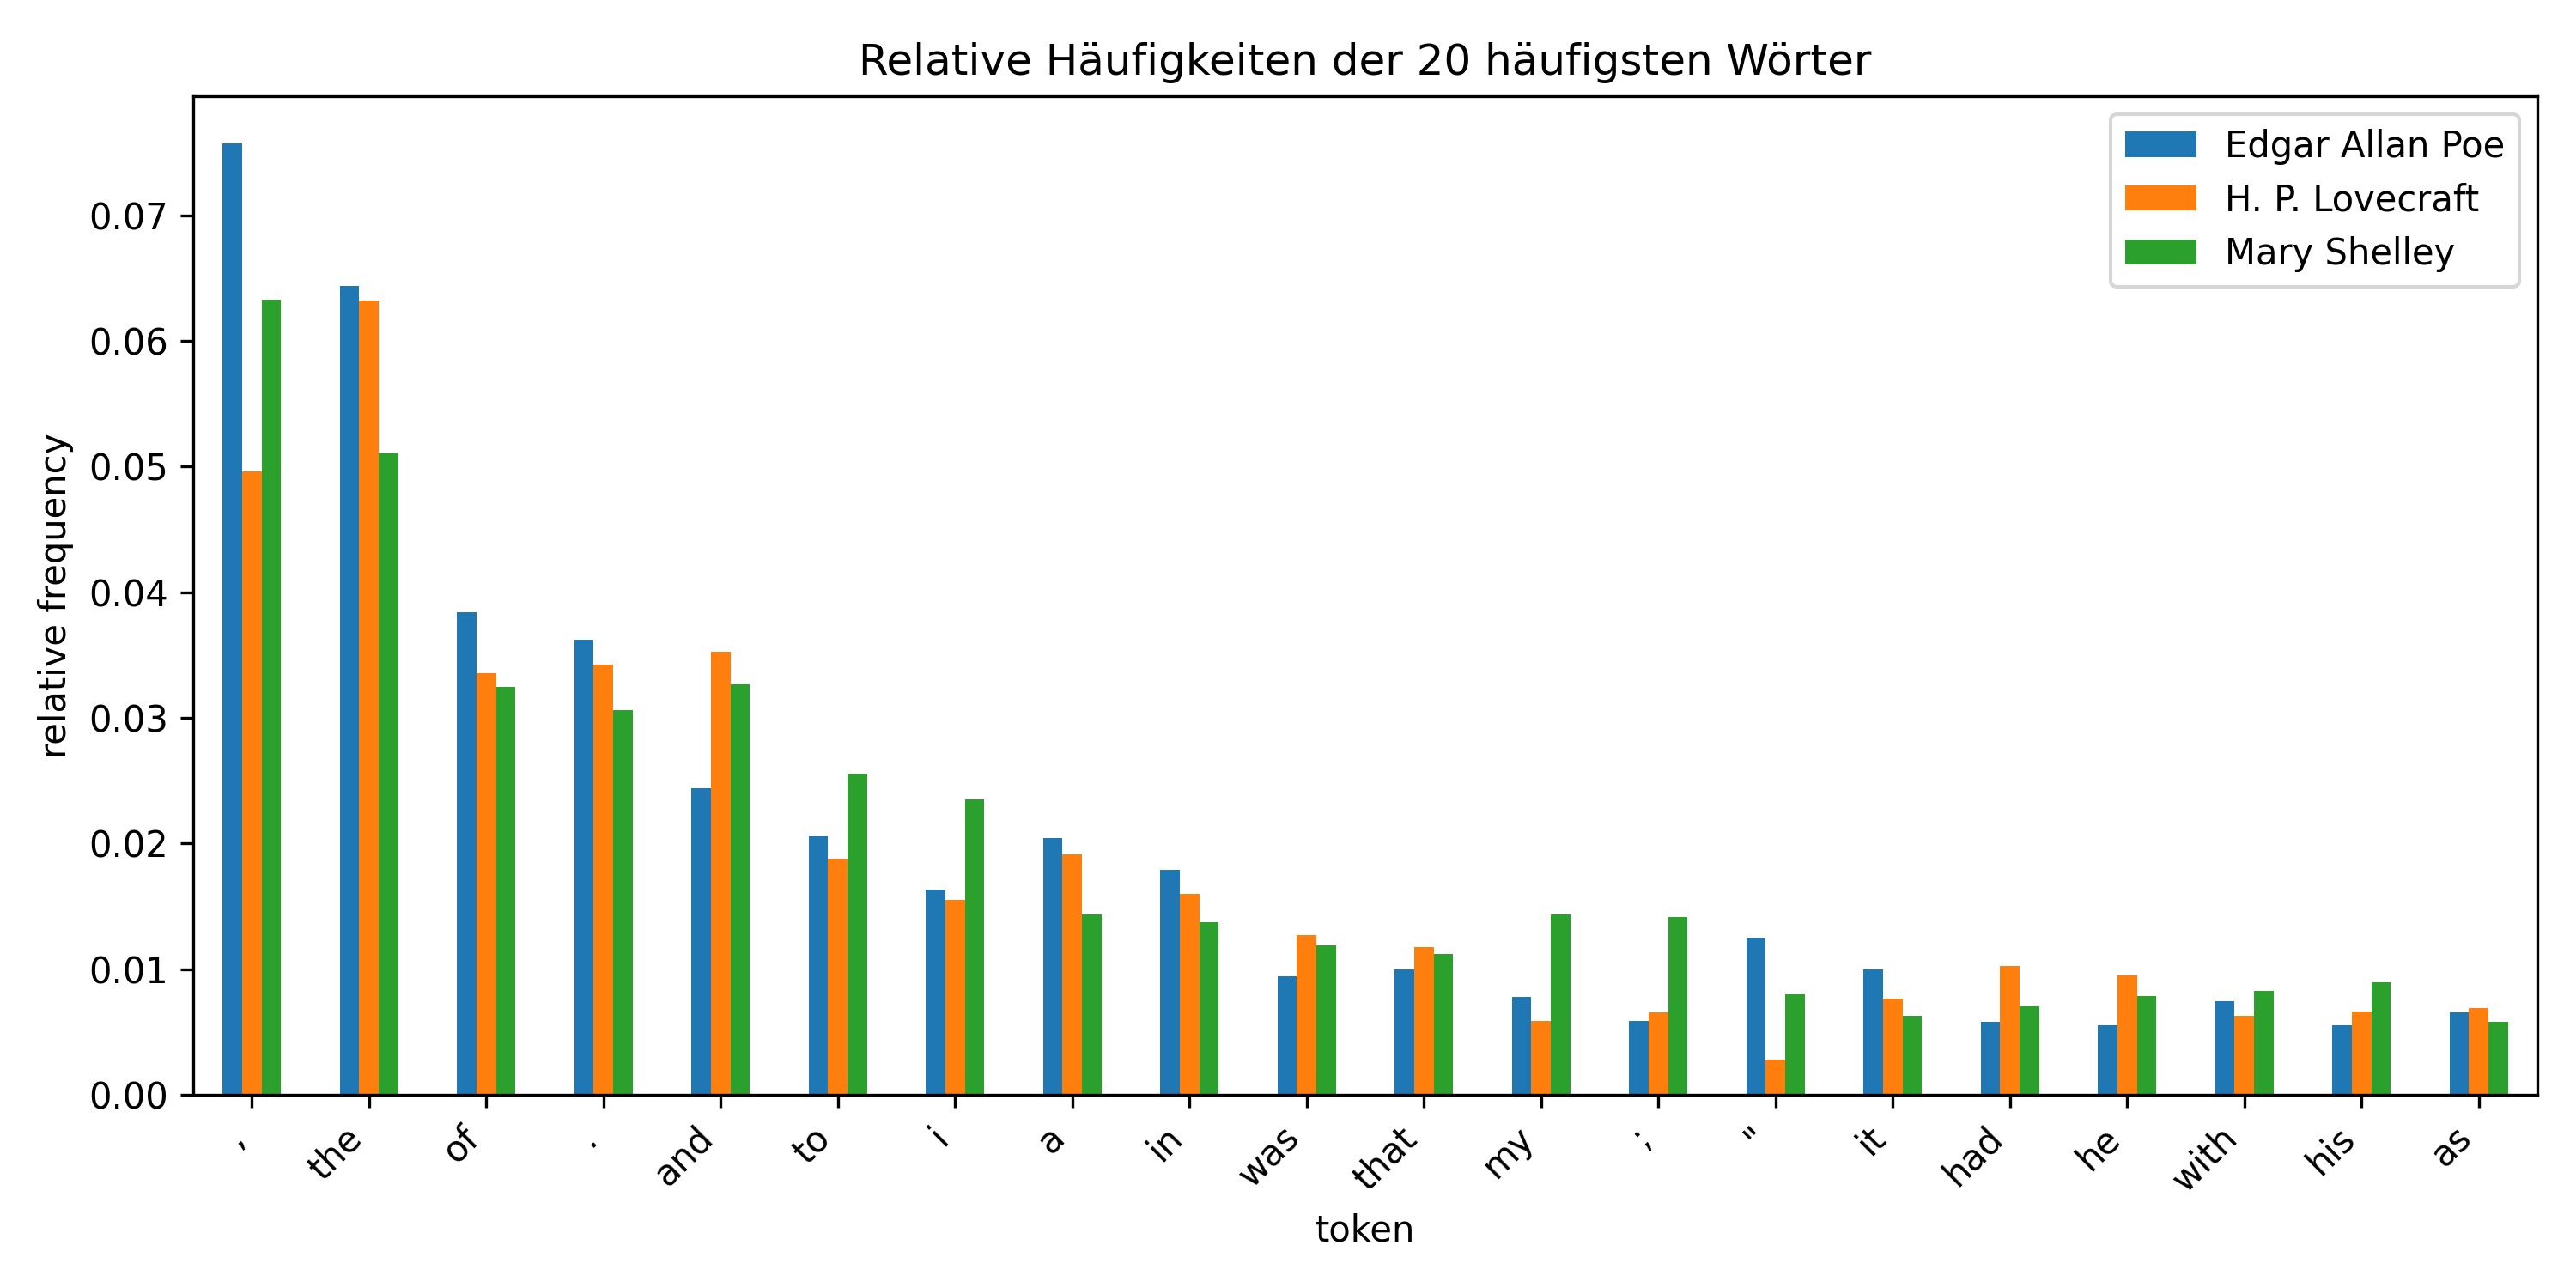 Relative Häufigkeiten der 20 häufigsten Wörter
Edgar Allan Poe
H. P. Lovecraft
Mary Shelley
relative frequency
0.07
0.06
0.05
0.04
0.03
0.02
0.01
0.00
, the of . and to i a in was that my ; " it had he with his as
token